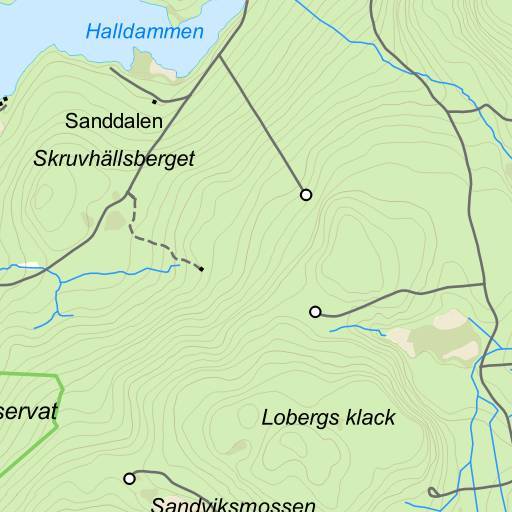 Halldammen
Sanddalen
Skruvhällsberget
servat
Lobergs klack
Sandviksmossen